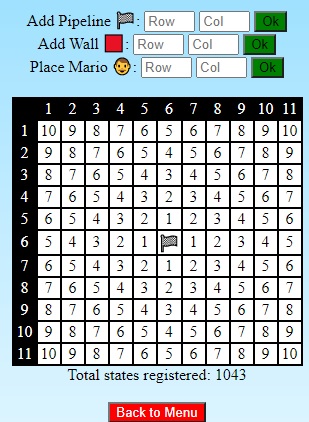 Add Pipeline 🏁: Row Col Ok
Add Wall 🟥: Row Col Ok
Place Mario 👨: Row Col Ok
1 2 3 4 5 6 7 8 9 10 11
1 10 9 8 7 6 5 6 7 8 9 10
2 9 8 7 6 5 4 5 6 7 8 9
3 8 7 6 5 4 3 4 5 6 7 8
4 7 6 5 4 3 2 3 4 5 6 7
5 6 5 4 3 2 1 2 3 4 5 6
6 5 4 3 2 1 🏁 1 2 3 4 5
7 6 5 4 3 2 1 2 3 4 5 6
8 7 6 5 4 3 2 3 4 5 6 7
9 8 7 6 5 4 3 4 5 6 7 8
10 9 8 7 6 5 4 5 6 7 8 9
11 10 9 8 7 6 5 6 7 8 9 10
Total states registered: 1043
Back to Menu